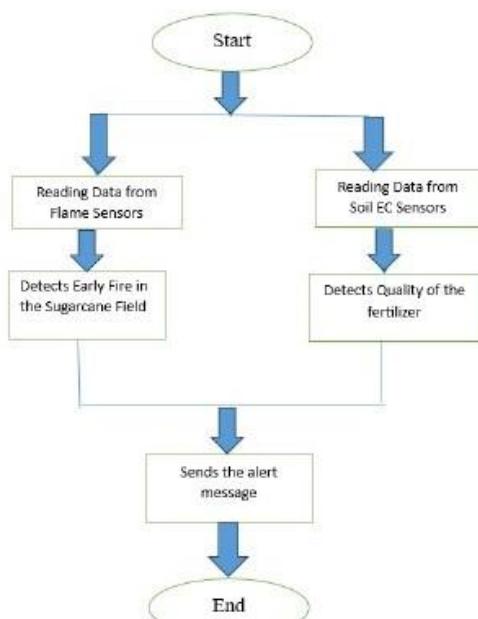 Start
Reading Data from
Flame Sensors
Reading Data from
Soil EC Sensors
Detects Early Fire in
the Sugarcane Field
Detects Quality of the
fertilizer
Sends the alert
message
End